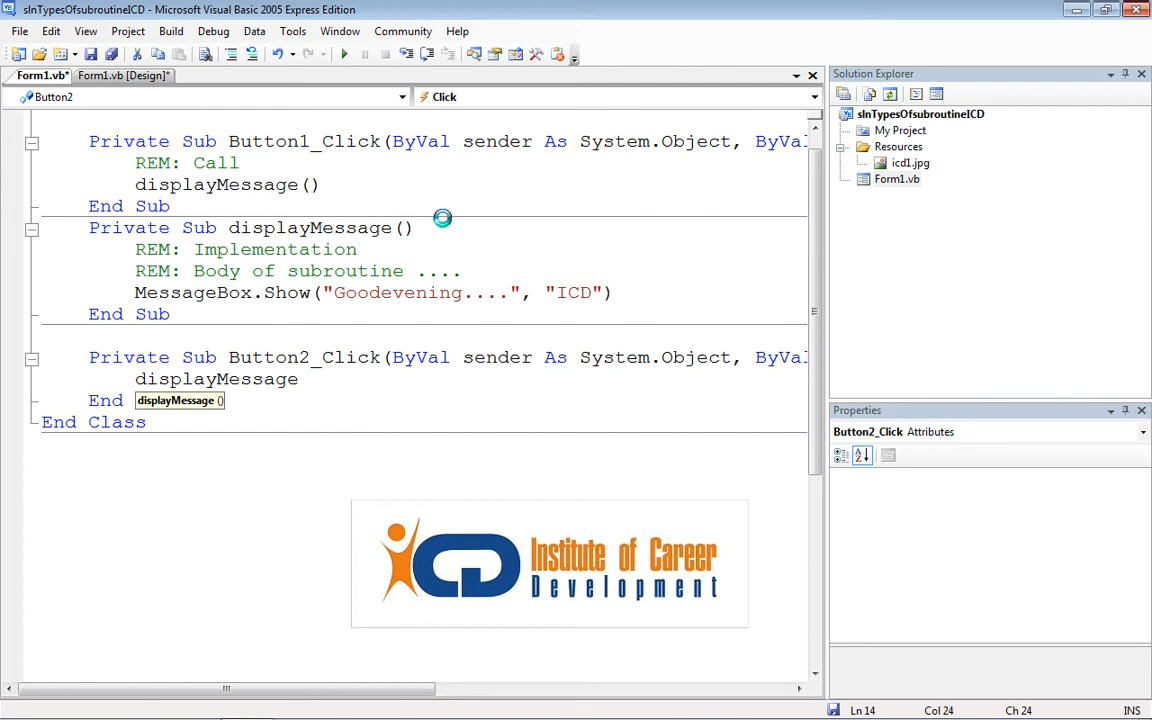 slnTypesOfsubroutineICD - Microsoft Visual Basic 2005 Express Edition
File Edit View Project Build Debug Data Tools Window Community Help
Form1.vb* Form1.vb [Design]*
Button2 Click
Private Sub Button1_Click(ByVal sender As System.Object, ByVal
REM: Call
displayMessage()
End Sub
Private Sub displayMessage()
REM: Implementation
REM: Body of subroutine ....
MessageBox.Show("Goodevening....", "ICD")
End Sub
Private Sub Button2_Click(ByVal sender As System.Object, ByVal
displayMessage
End
displayMessage ()
End Class
ICD Institute of Career
Development
Solution Explorer
slnTypesOfsubroutineICD
My Project
Resources
icd1.jpg
Form1.vb
Properties
Button2_Click Attributes
Ln 14 Col 24 Ch 24 INS